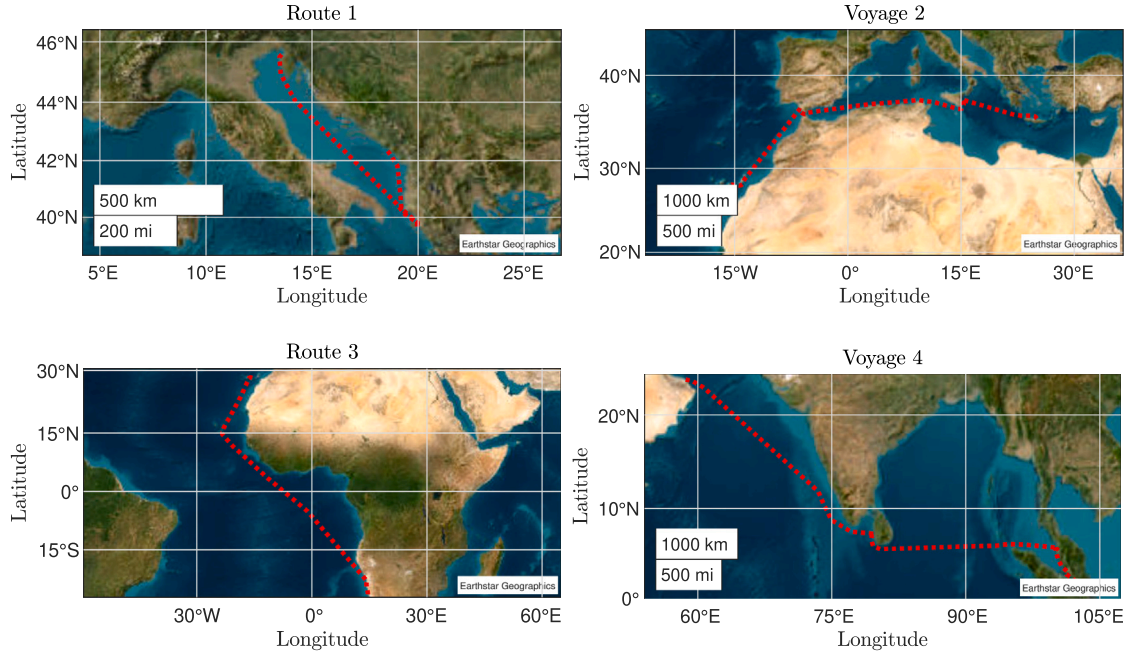 Route 1
46°N
44°N
42°N
40°N
Latitude
500 km
200 mi
Earthstar Geographics
5°E
10°E
15°E
20°E
25°E
Longitude
Voyage 2
40°N
30°N
20°N
Latitude
1000 km
500 mi
Earthstar Geographics
15°W
0°
15°E
30°E
Longitude
Route 3
30°N
15°N
0°
15°S
Latitude
Earthstar Geographics
30°W
0°
30°E
60°E
Longitude
Voyage 4
20°N
10°N
0°
Latitude
1000 km
500 mi
Earthstar Geographics
60°E
75°E
90°E
105°E
Longitude